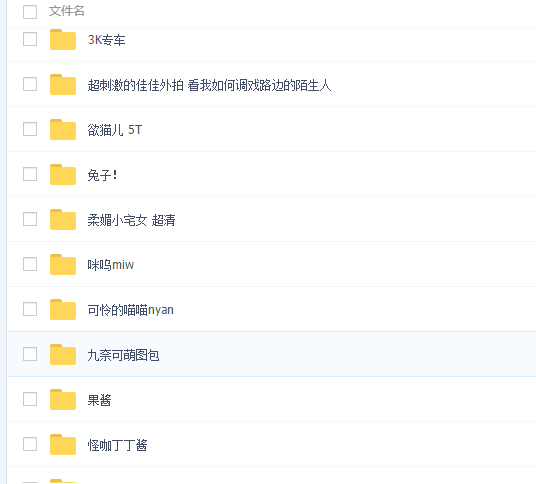 文件名
3K专车
超刺激的佳佳外拍 看我如何调戏路边的陌生人
欲猫儿 5T
兔子!
柔媚小宅女 超清
咪呜miw
可怜的喵喵nyan
九奈可萌图包
果酱
怪咖丁丁酱